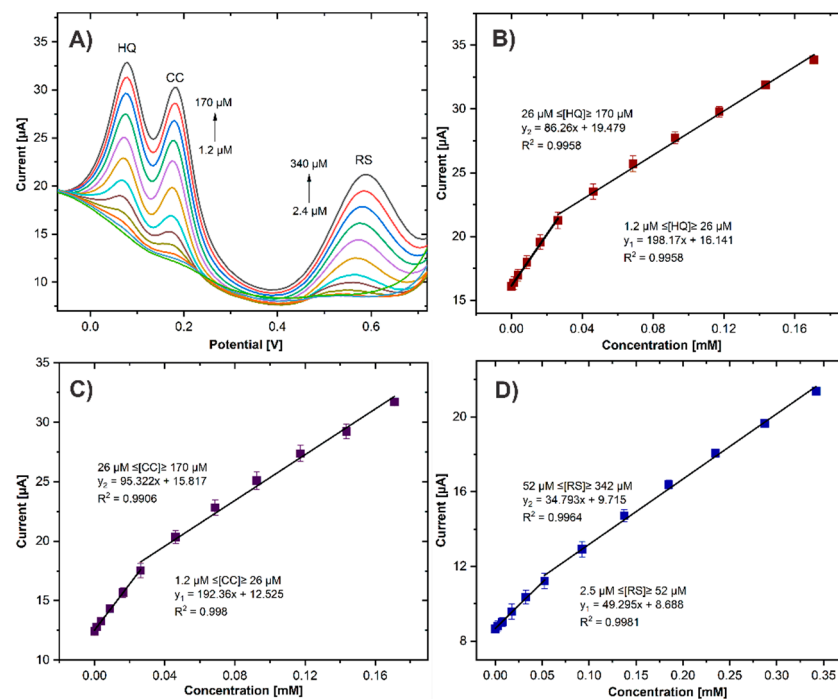 A)
HQ
CC
170 µM
1.2 µM
340 µM
2.4 µM
RS
35
30
25
20
15
10
Current [µA]
0.0
0.2
0.4
0.6
Potential [V]
B)
26 µM ≤[HQ]≥ 170 µM
y2 = 86.26x + 19.479
R² = 0.9958
1.2 µM ≤[HQ]≥ 26 µM
y1 = 198.17x + 16.141
R² = 0.9958
35
30
25
20
15
Current [µA]
0.00
0.04
0.08
0.12
0.16
Concentration [mM]
C)
26 µM ≤[CC]≥ 170 µM
y2 = 95.322x + 15.817
R² = 0.9906
1.2 µM ≤[CC]≥ 26 µM
y1 = 192.36x + 12.525
R² = 0.998
35
30
25
20
15
10
Current [µA]
0.00
0.04
0.08
0.12
0.16
Concentration [mM]
D)
52 µM ≤[RS]≥ 342 µM
y2 = 34.793x + 9.715
R² = 0.9964
2.5 µM ≤[RS]≥ 52 µM
y1 = 49.295x + 8.688
R² = 0.9981
20
16
12
8
Current [µA]
0.00
0.05
0.10
0.15
0.20
0.25
0.30
0.35
Concentration [mM]